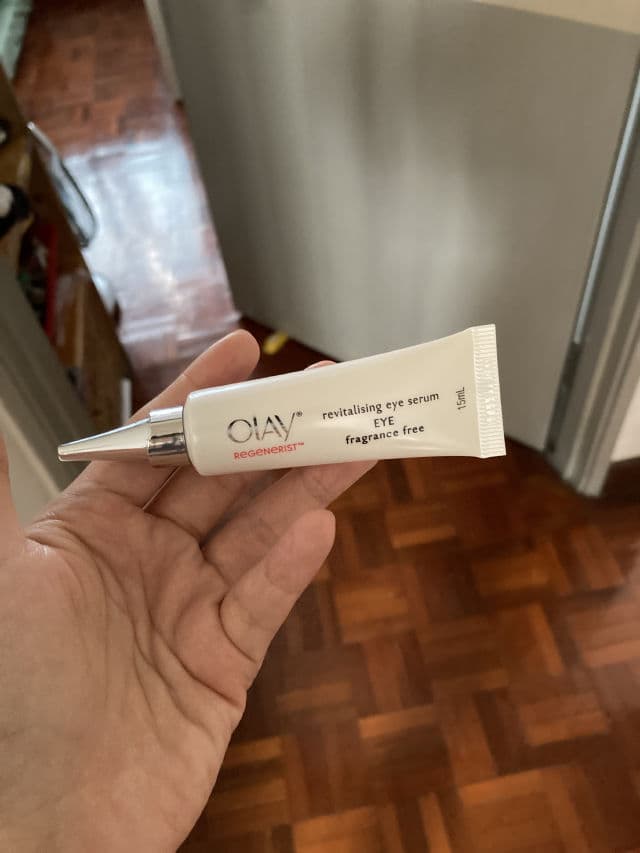 OLAY®
REGENERIST™
revitalising eye serum
EYE
fragrance free
15mL